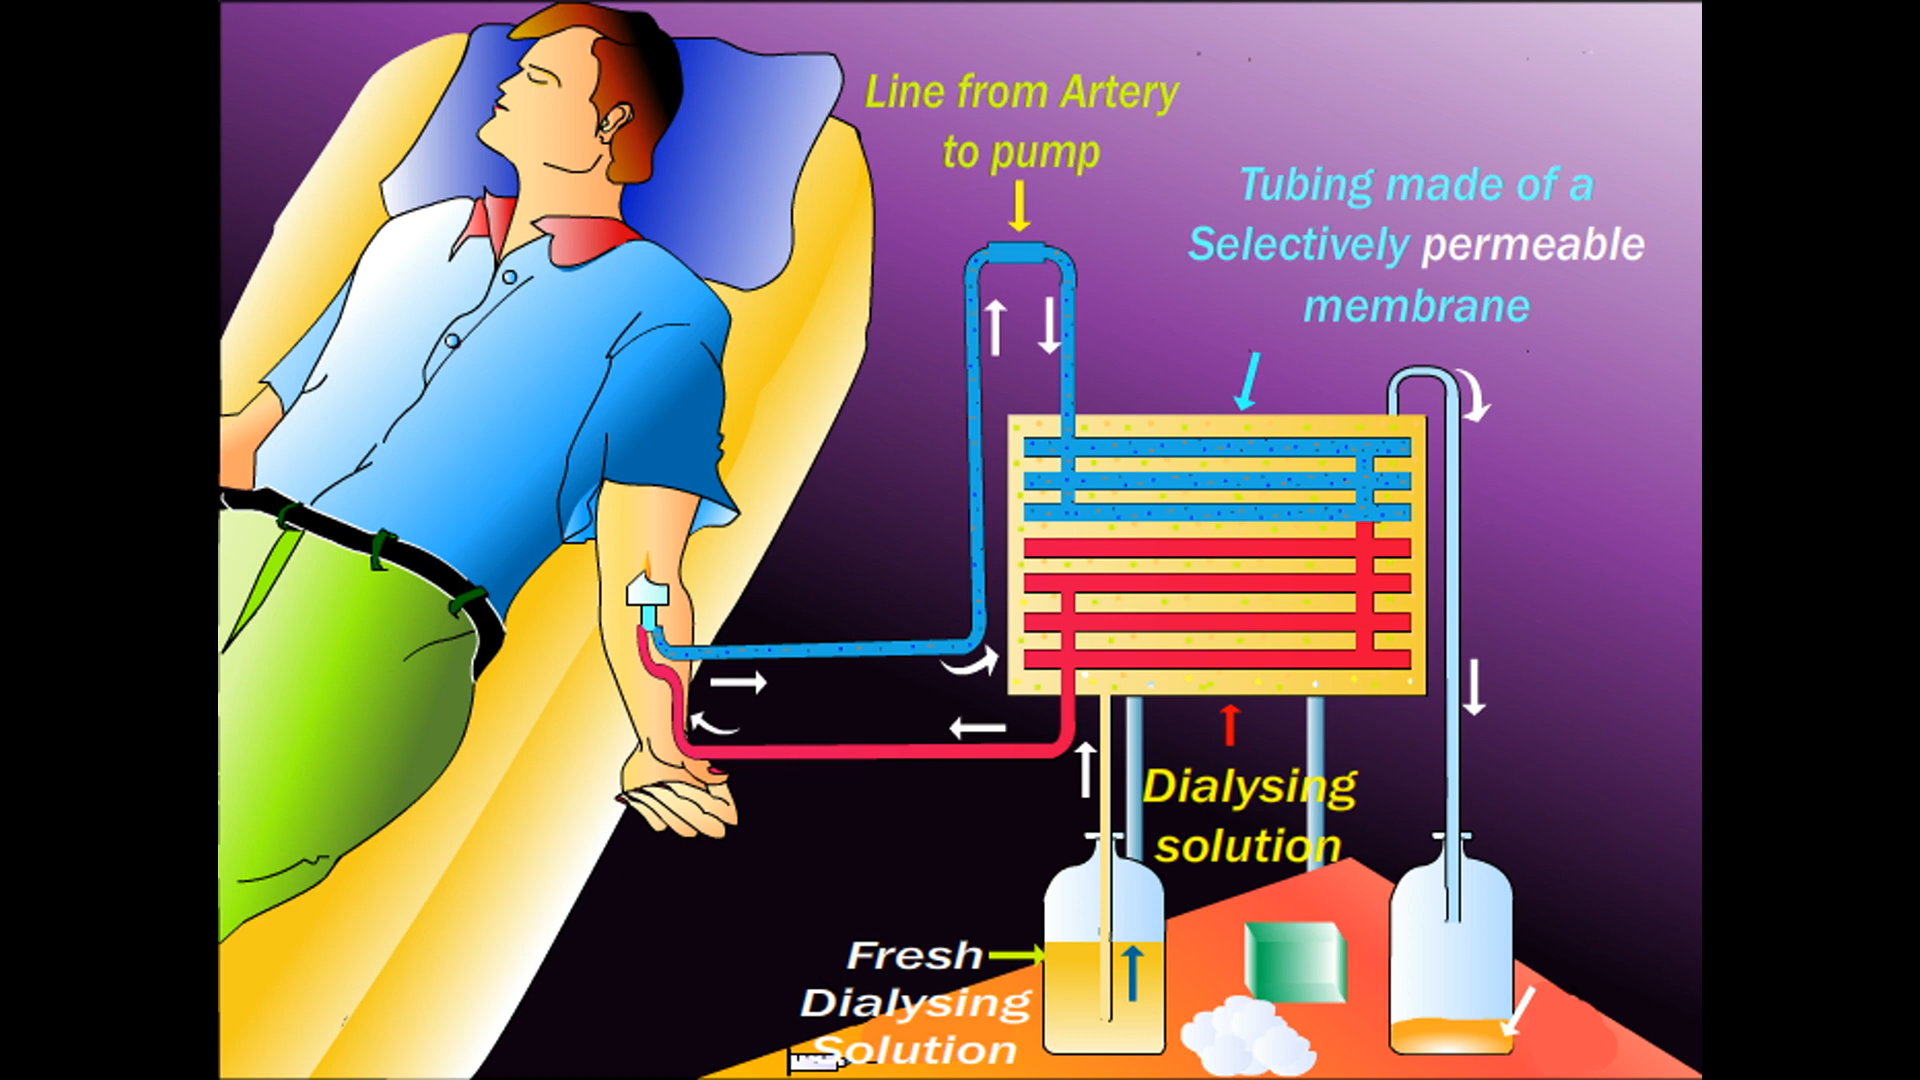 Line from Artery
to pump
Tubing made of a
Selectively permeable
membrane
Dialysing
solution
Fresh
Dialysing
Solution